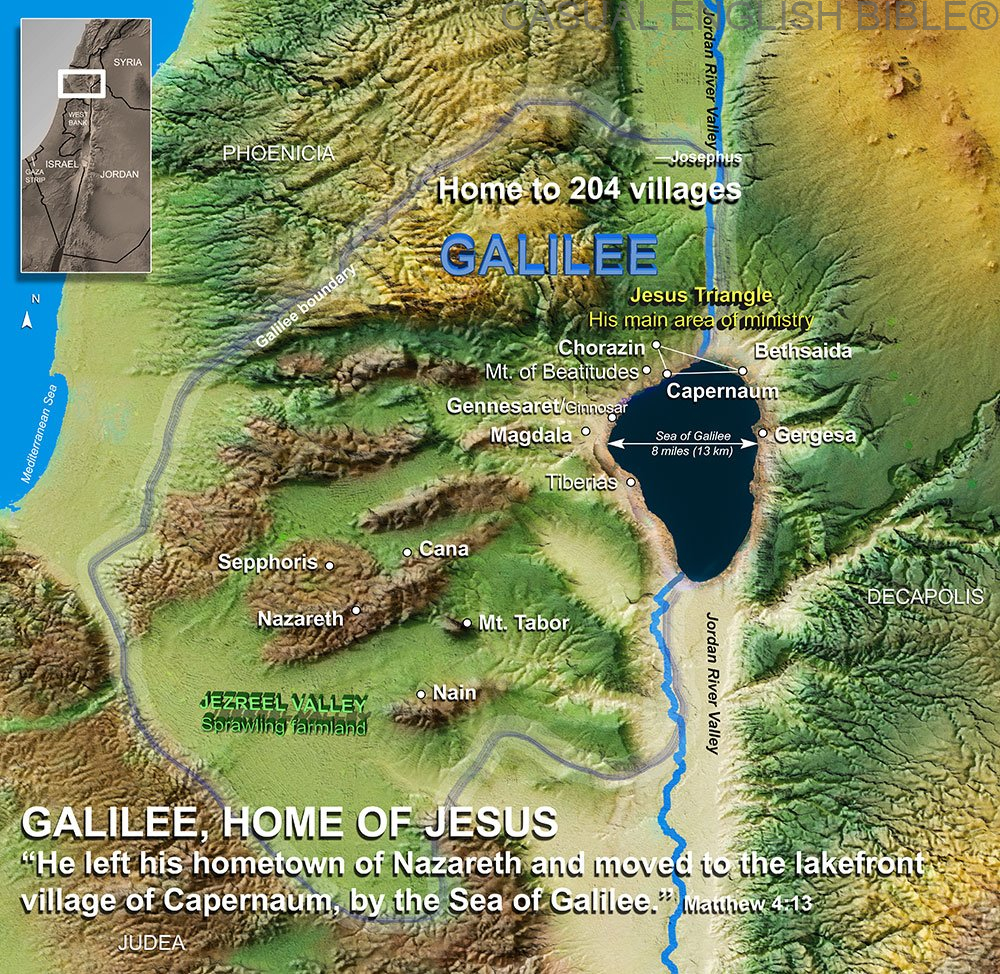 CASUAL ENGLISH BIBLE®
SYRIA
WEST
BANK
ISRAEL
GAZA
STRIP
JORDAN
N
Mediterranean Sea
PHOENICIA
Jordan River Valley
—Josephus
Home to 204 villages
GALILEE
Galilee boundary
Jesus Triangle
His main area of ministry
Chorazin
Bethsaida
Mt. of Beatitudes
Capernaum
Gennesaret/Ginnosar
Magdala
Sea of Galilee
8 miles (13 km)
Gergesa
Tiberias
Cana
Sepphoris
DECAPOLIS
Nazareth
Mt. Tabor
Jordan River Valley
Nain
JEZREEL VALLEY
Sprawling farmland
GALILEE, HOME OF JESUS
“He left his hometown of Nazareth and moved to the lakefront
village of Capernaum, by the Sea of Galilee.” Matthew 4:13
JUDEA